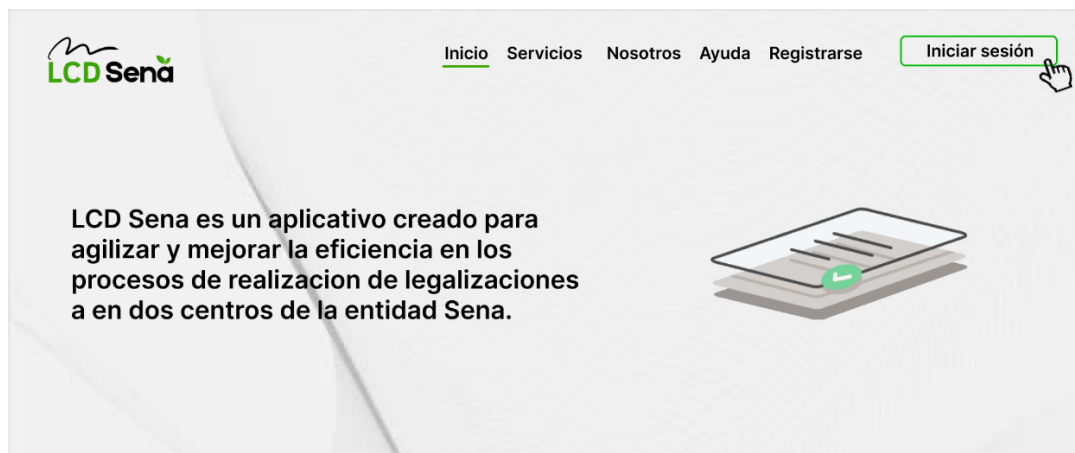 LCD Sena
Inicio Servicios Nosotros Ayuda Registrarse Iniciar sesión
LCD Sena es un aplicativo creado para
agilizar y mejorar la eficiencia en los
procesos de realizacion de legalizaciones
a en dos centros de la entidad Sena.